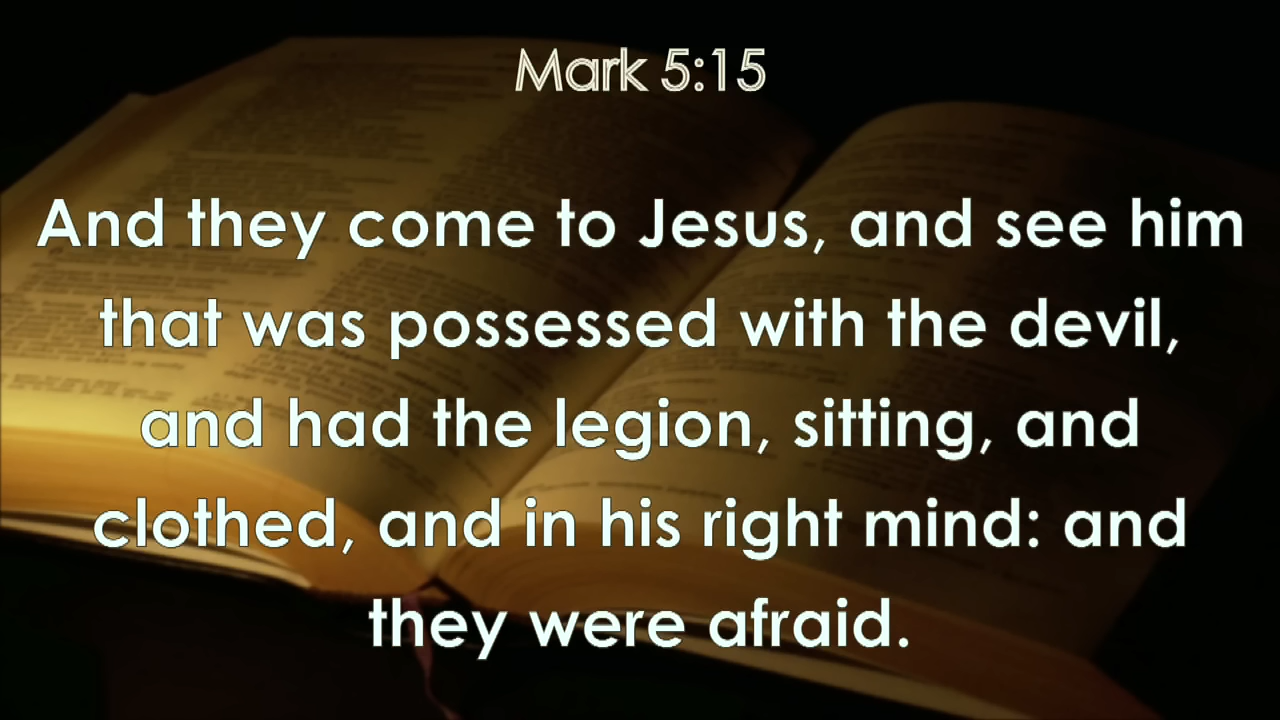 Mark 5:15
And they come to Jesus, and see him
that was possessed with the devil,
and had the legion, sitting, and
clothed, and in his right mind: and
they were afraid.